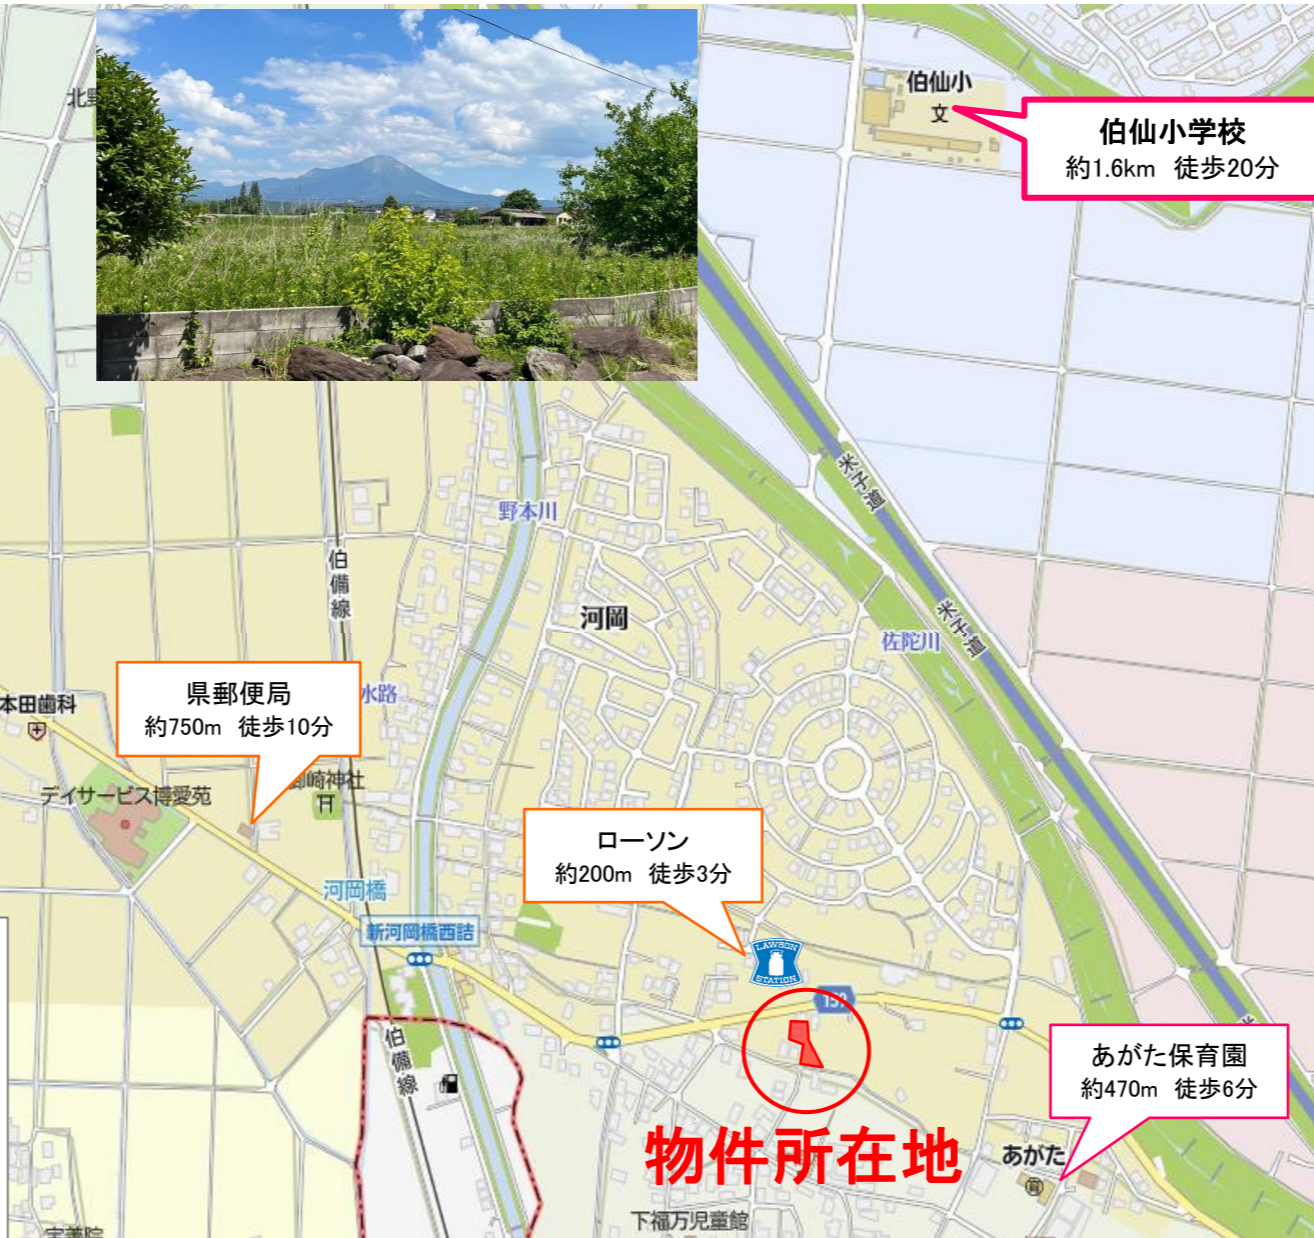 北野
伯仙小
文
伯仙小学校
約1.6km 徒歩20分
米子道
野本川
伯備線
河岡
米子道
佐陀川
県郵便局
約750m 徒歩10分
水路
本田歯科
御崎神社
デイサービス博愛苑
ローソン
約200m 徒歩3分
河岡橋
新河岡橋西詰
LAWSON
STATION
159
伯備線
米
あがた保育園
約470m 徒歩6分
物件所在地
あがた
下福万児童館